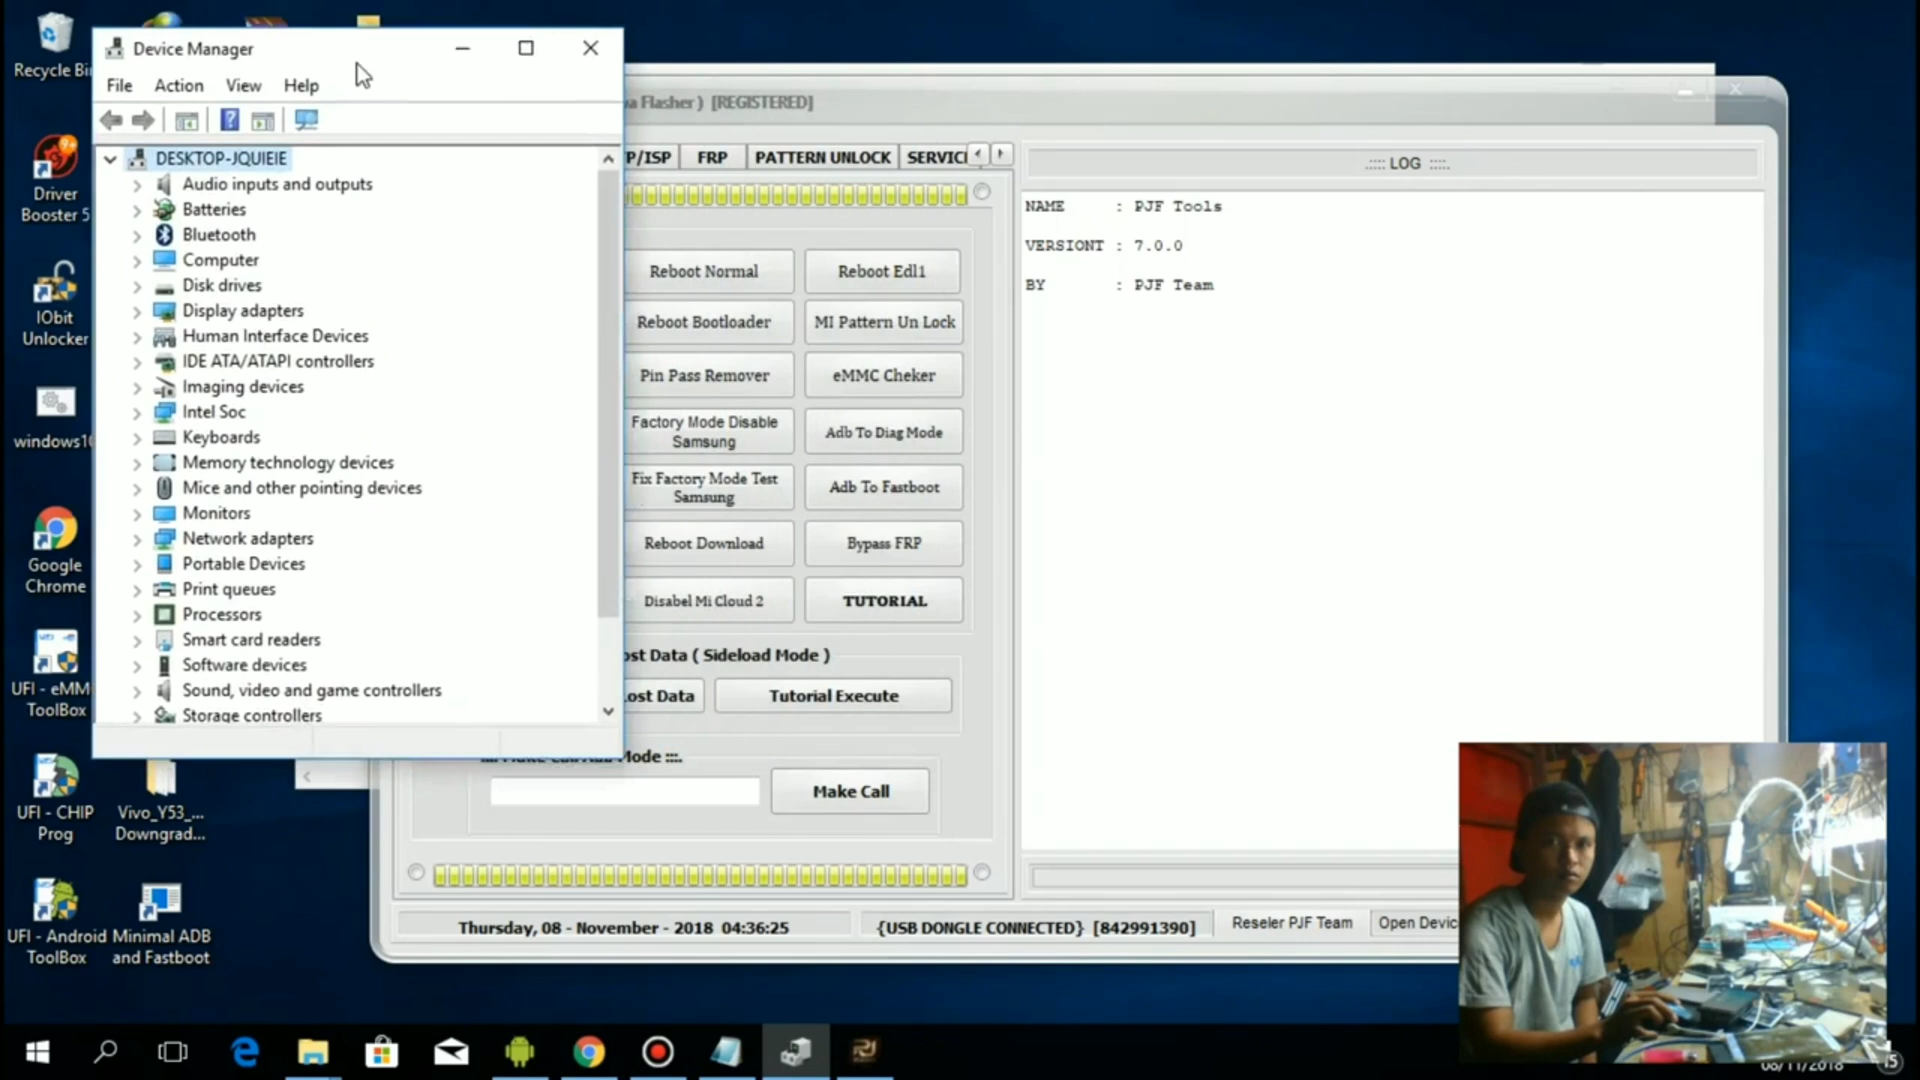 Recycle Bi
Driver
Booster 5
IObit
Unlocker
windows10
Google
Chrome
UFI - eMM
ToolBox
UFI - CHIP
Prog
Vivo_Y53_...
Downgrad...
UFI - Android
ToolBox
Minimal ADB
and Fastboot
Device Manager
File Action View Help
DESKTOP-JQUIEIE
Audio inputs and outputs
Batteries
Bluetooth
Computer
Disk drives
Display adapters
Human Interface Devices
IDE ATA/ATAPI controllers
Imaging devices
Intel Soc
Keyboards
Memory technology devices
Mice and other pointing devices
Monitors
Network adapters
Portable Devices
Print queues
Processors
Smart card readers
Software devices
Sound, video and game controllers
Storage controllers
va Flasher ) [REGISTERED]
P/ISP FRP PATTERN UNLOCK SERVIC
Reboot Normal Reboot Edl1
Reboot Bootloader MI Pattern Un Lock
Pin Pass Remover eMMC Cheker
Factory Mode Disable
Samsung
Adb To Diag Mode
Fix Factory Mode Test
Samsung
Adb To Fastboot
Reboot Download Bypass FRP
Disabel Mi Cloud 2 TUTORIAL
ost Data ( Sideload Mode )
Lost Data Tutorial Execute
Mode :::.
Make Call
::::: LOG :::::
NAME : PJF Tools
VERSIONT : 7.0.0
BY : PJF Team
Thursday, 08 - November - 2018 04:36:25
{USB DONGLE CONNECTED} [842991390]
Reseler PJF Team
Open Devic
08/11/2018